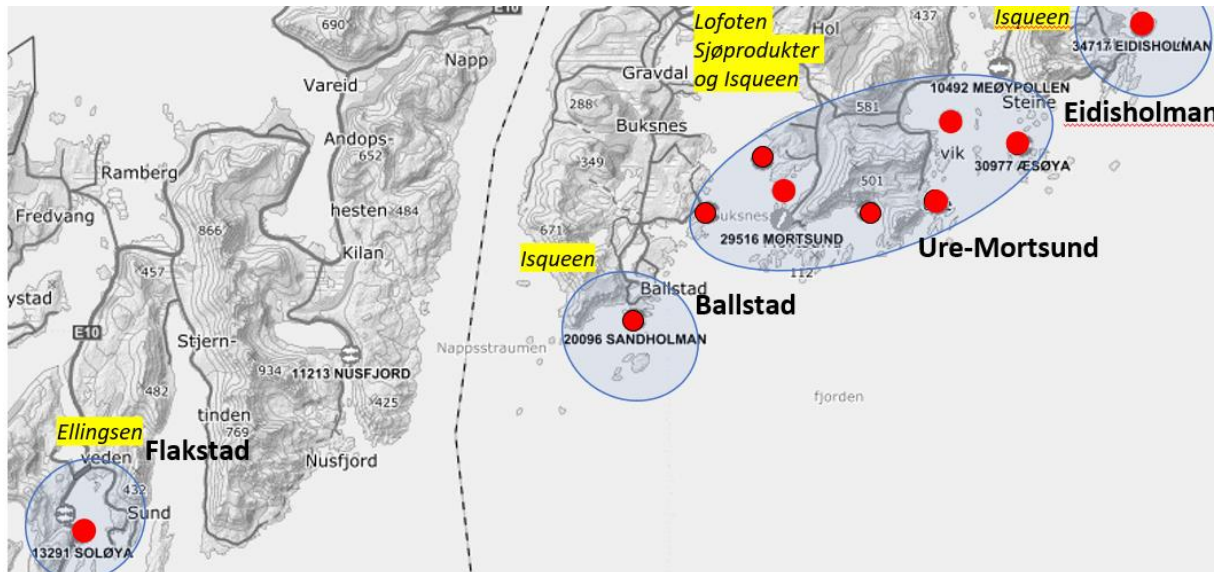 E10
690
Napp
Vareid
Andops-
652
hesten
484
Ramberg
Fredvang
866
Kilan
457
ystad
E10
Stjern-
934
11213 NUSFJORD
482
425
tinden
769
Nusfjord
Ellingsen
Flakstad
veden
432
Sund
13291 SOLØYA
Lofoten
Sjøprodukter
og Isqueen
Hol
437
Gravdal
288
Buksnes
349
581
671
Isqueen
Ballstad
Ballstad
20096 SANDHOLMAN
Nappsstraumen
fjorden
Isqueen
34717 EIDISHOLMAN
Eidisholman
10492 MEØYPOLLEN
Steine
vik
30977 ÆSØYA
501
29516 MORTSUND
112
Ure-Mortsund